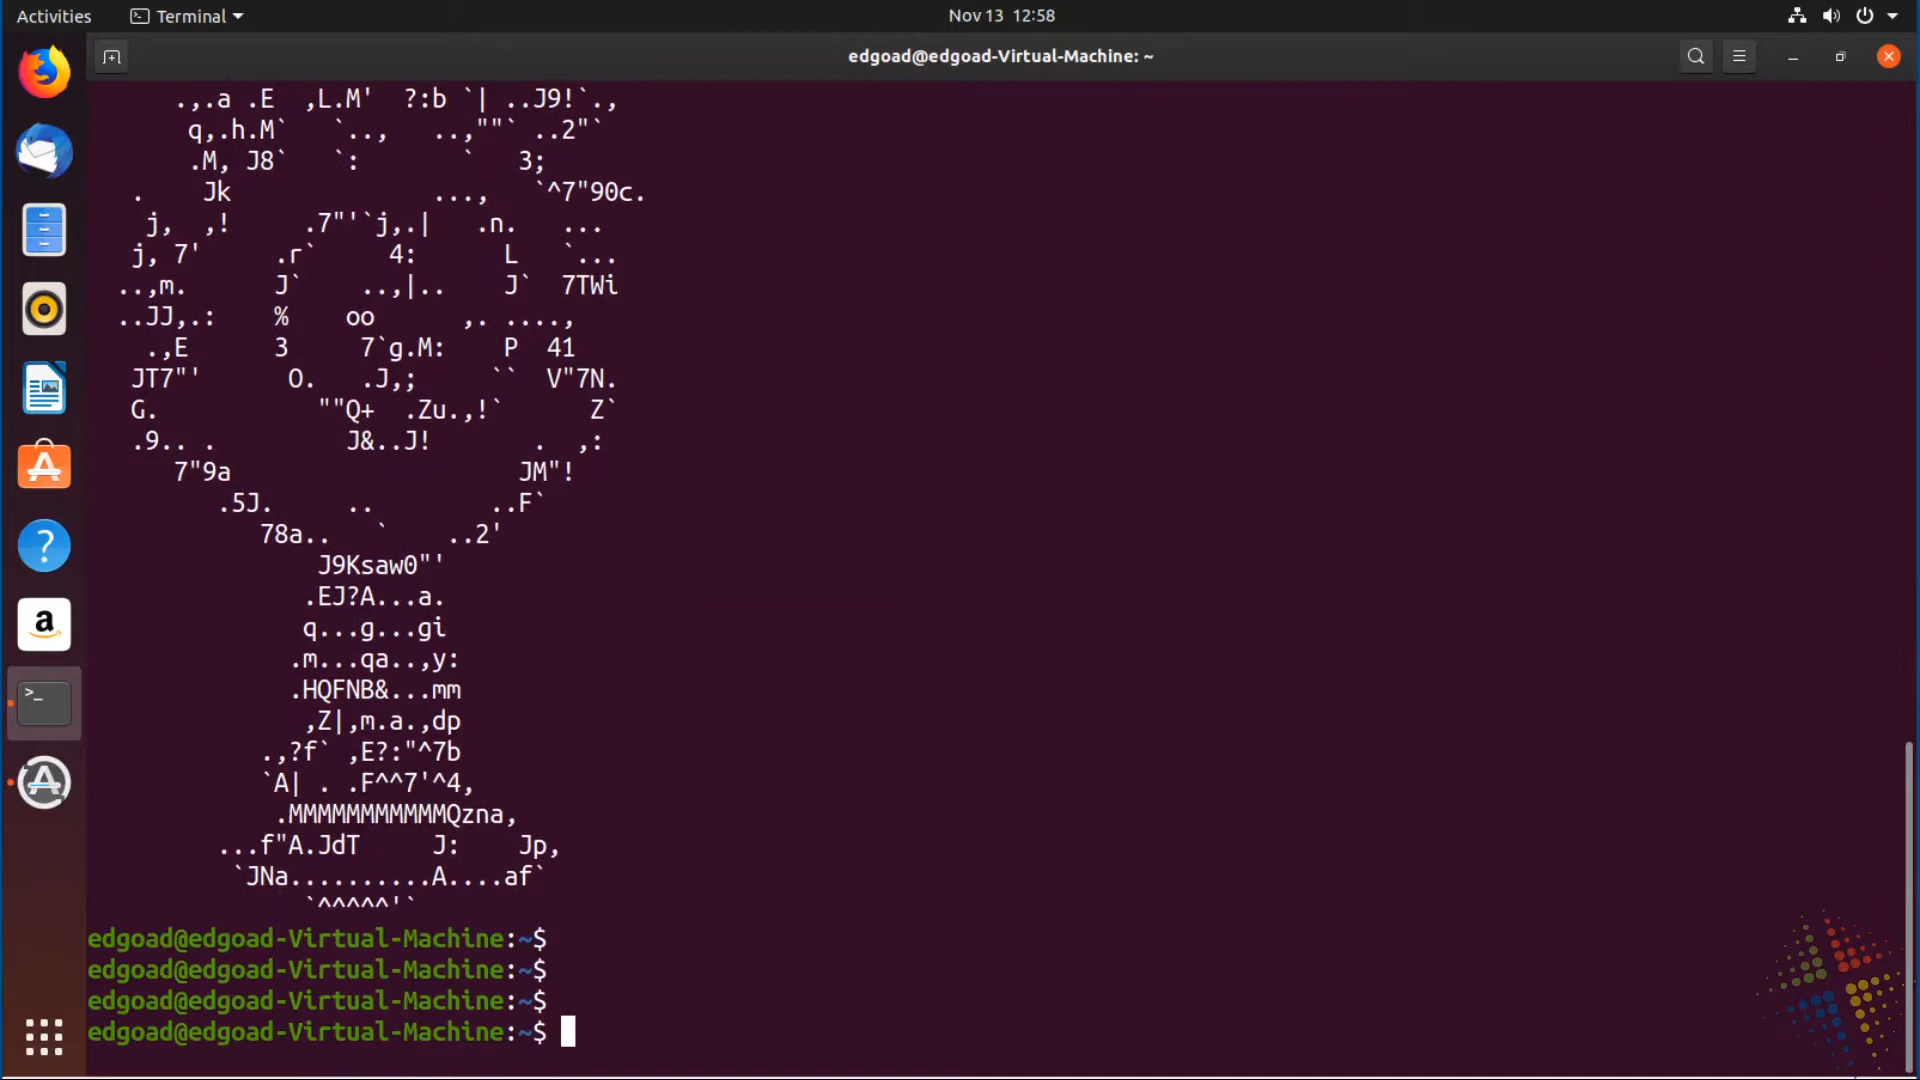 Activities
Terminal
Nov 13 12:58
edgoad@edgoad-Virtual-Machine: ~
.,.a .E  ,L.M'  ?:b `| ..J9!`.,
q,.h.M`   `..,   ..,""` ..2"`
.M, J8`   `:       `   3;
.    Jk              ...,   `^7"90c.
j,  ,!     .7"'`j,.|   .n.   ...
j, 7'     .r`     4:      L   `...
..,m.      J`    ..,|..    J`  7TWi
..JJ,.:    %    oo      ,. ....,
.,E      3     7`g.M:    P  41
JT7"'      O.   .J,;     ``  V"7N.
G.           ""Q+  .Zu.,!`      Z`
.9.. .         J&..J!       .  ,:
7"9a                    JM"!
.5J.     ..        ..F`
78a..   `    ..2'
J9Ksaw0"'
.EJ?A...a.
q...g...gi
.m...qa..,y:
.HQFNB&...mm
,Z|,m.a.,dp
.,?f` ,E?:"^7b
`A| . .F^^7'^4,
.MMMMMMMMMMMQzna,
...f"A.JdT     J:    Jp,
`JNa..........A....af`
`^^^^^'`
edgoad@edgoad-Virtual-Machine:~$
edgoad@edgoad-Virtual-Machine:~$
edgoad@edgoad-Virtual-Machine:~$
edgoad@edgoad-Virtual-Machine:~$